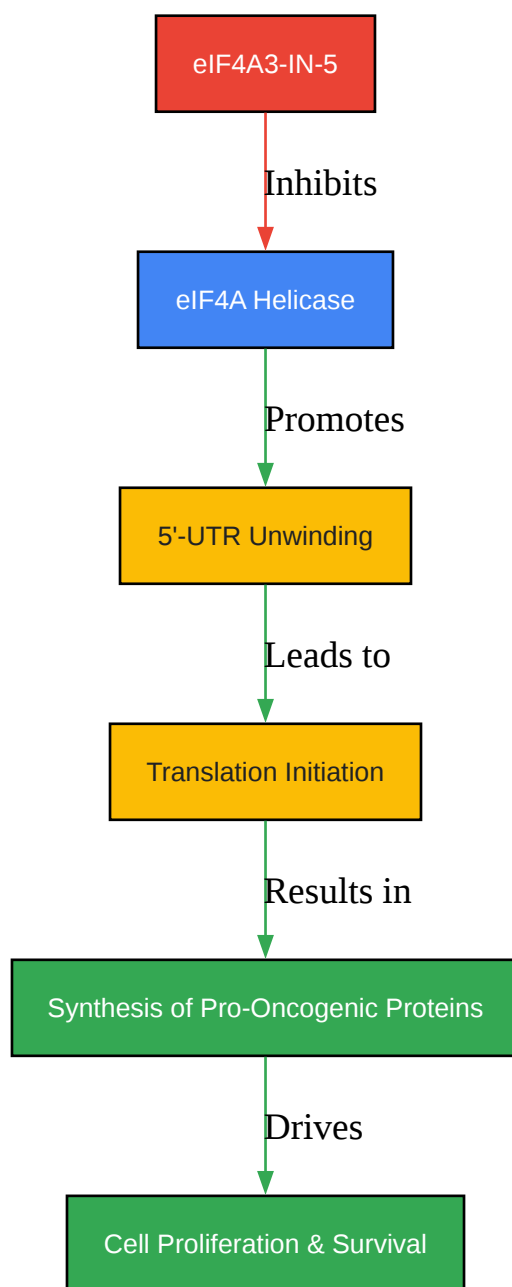 eIF4A3-IN-5
Inhibits
eIF4A Helicase
Promotes
5'-UTR Unwinding
Leads to
Translation Initiation
Results in
Synthesis of Pro-Oncogenic Proteins
Drives
Cell Proliferation & Survival